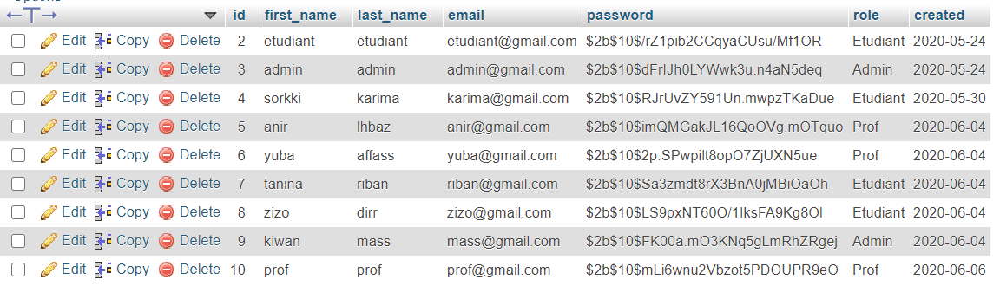 id first_name last_name email password role created
Edit Copy Delete 2 etudiant etudiant etudiant@gmail.com $2b$10$/rZ1pib2CCqyaCUsu/Mf1OR Etudiant 2020-05-24
Edit Copy Delete 3 admin admin admin@gmail.com $2b$10$dFrlJh0LYWwk3u.n4aN5deq Admin 2020-05-24
Edit Copy Delete 4 sorkki karima karima@gmail.com $2b$10$RJrUvZY591Un.mwpzTKaDue Etudiant 2020-05-30
Edit Copy Delete 5 anir lhbaz anir@gmail.com $2b$10$imQMGakJL16QoOVg.mOTquo Prof 2020-06-04
Edit Copy Delete 6 yuba affass yuba@gmail.com $2b$10$2p.SPwpilt8opO7ZjUXN5ue Prof 2020-06-04
Edit Copy Delete 7 tanina riban riban@gmail.com $2b$10$Sa3zmdt8rX3BnA0jMBiOaOh Etudiant 2020-06-04
Edit Copy Delete 8 zizo dirr zizo@gmail.com $2b$10$LS9pxNT60O/1lksFA9Kg8Ol Etudiant 2020-06-04
Edit Copy Delete 9 kiwan mass mass@gmail.com $2b$10$FK00a.mO3KNq5gLmRhZRgej Admin 2020-06-04
Edit Copy Delete 10 prof prof prof@gmail.com $2b$10$mLi6wnu2Vbzot5PDOUPR9eO Prof 2020-06-06